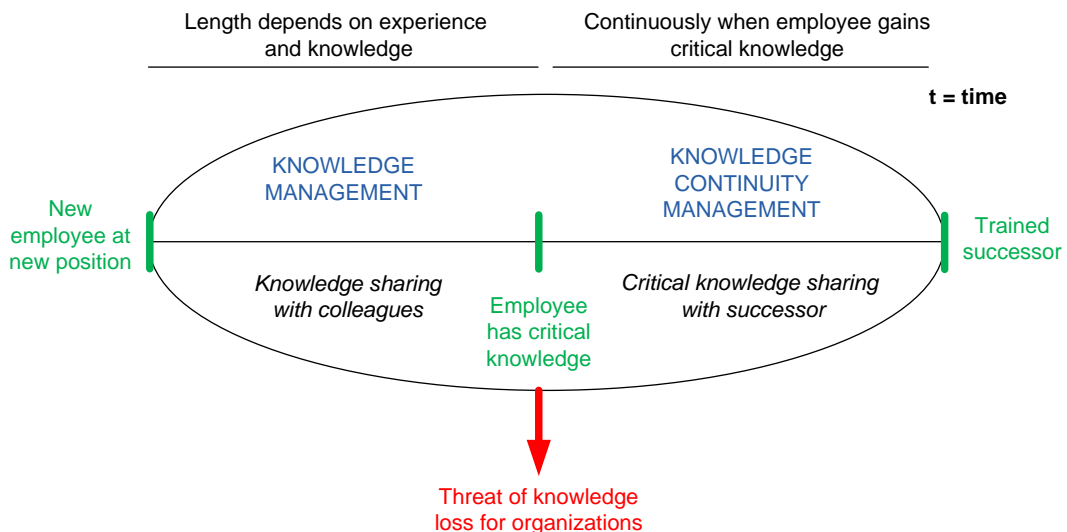 Length depends on experience
and knowledge
Continuously when employee gains
critical knowledge
t = time
KNOWLEDGE
MANAGEMENT
KNOWLEDGE
CONTINUITY
MANAGEMENT
New
employee at
new position
Trained
successor
Knowledge sharing
with colleagues
Critical knowledge sharing
with successor
Employee
has critical
knowledge
Threat of knowledge
loss for organizations